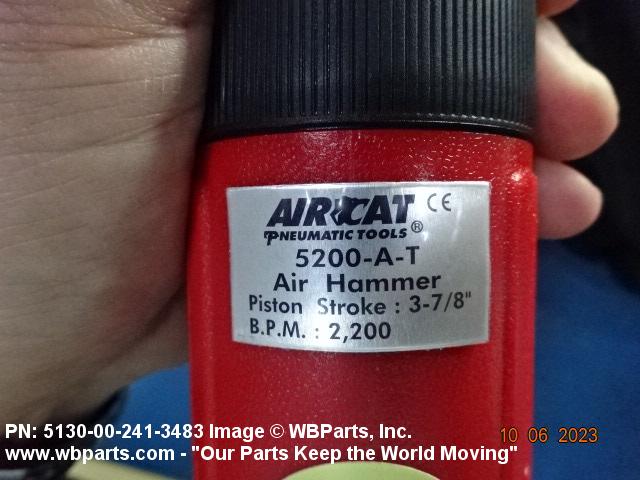 AIRCAT CE
PNEUMATIC TOOLS®
5200-A-T
Air Hammer
Piston Stroke : 3-7/8"
B.P.M. : 2,200
PN: 5130-00-241-3483 Image © WBParts, Inc.
10 06 2023
www.wbparts.com - "Our Parts Keep the World Moving"